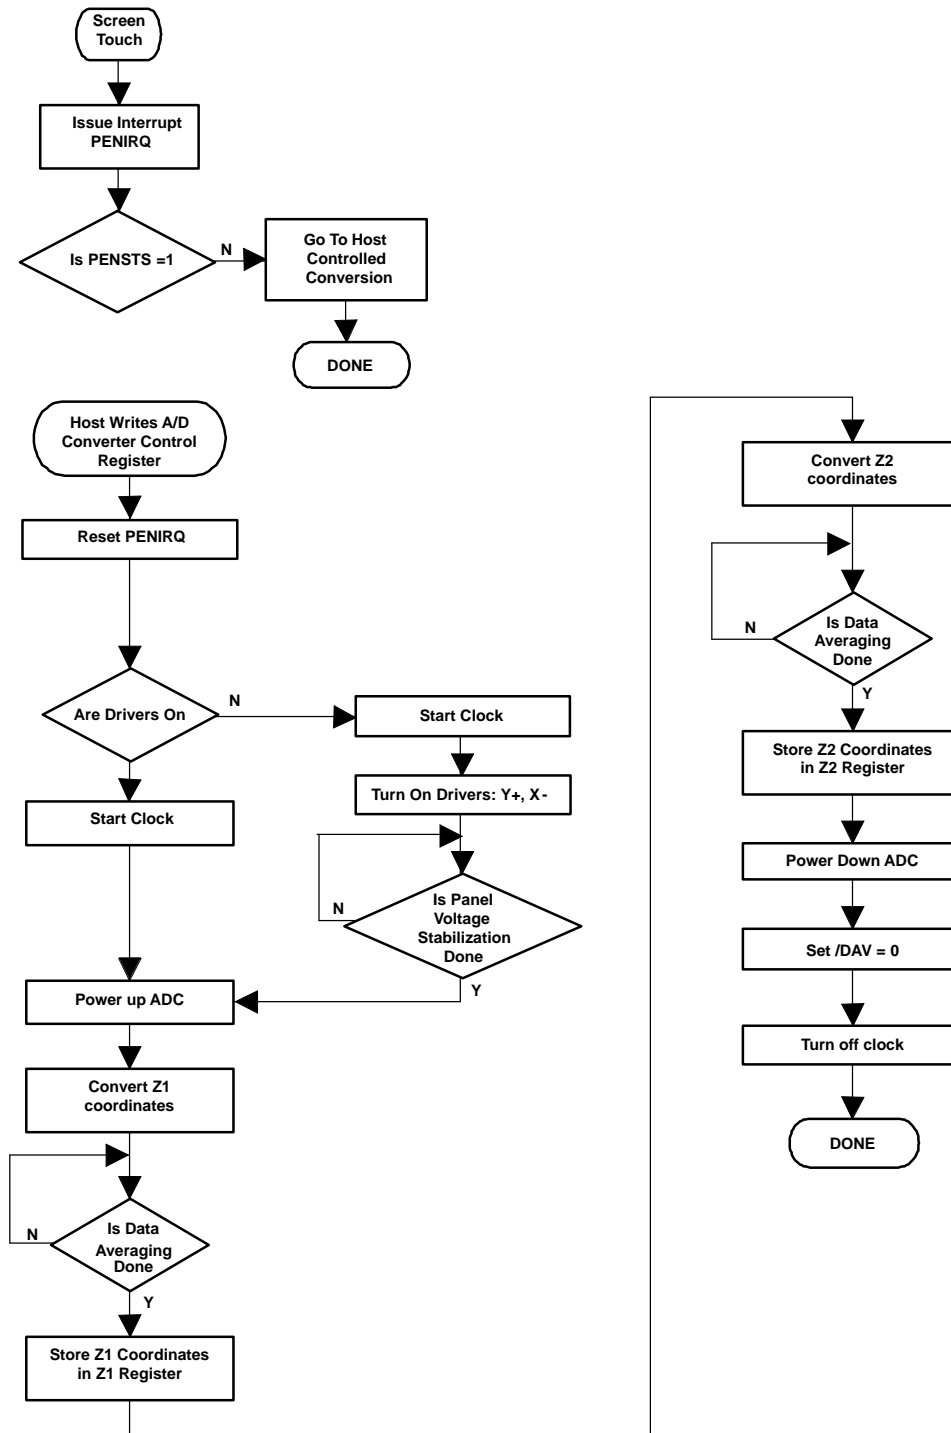 Screen
Touch
Issue Interrupt
PENIRQ
Is PENSTS =1
N
Go To Host
Controlled
Conversion
DONE
Host Writes A/D
Converter Control
Register
Reset PENIRQ
Are Drivers On
N
Start Clock
Turn On Drivers: Y+, X-
Start Clock
Is Panel
Voltage
Stabilization
Done
N
Y
Power up ADC
Convert Z1
coordinates
Is Data
Averaging
Done
N
Y
Store Z1 Coordinates
in Z1 Register
Convert Z2
coordinates
Is Data
Averaging
Done
N
Y
Store Z2 Coordinates
in Z2 Register
Power Down ADC
Set /DAV = 0
Turn off clock
DONE